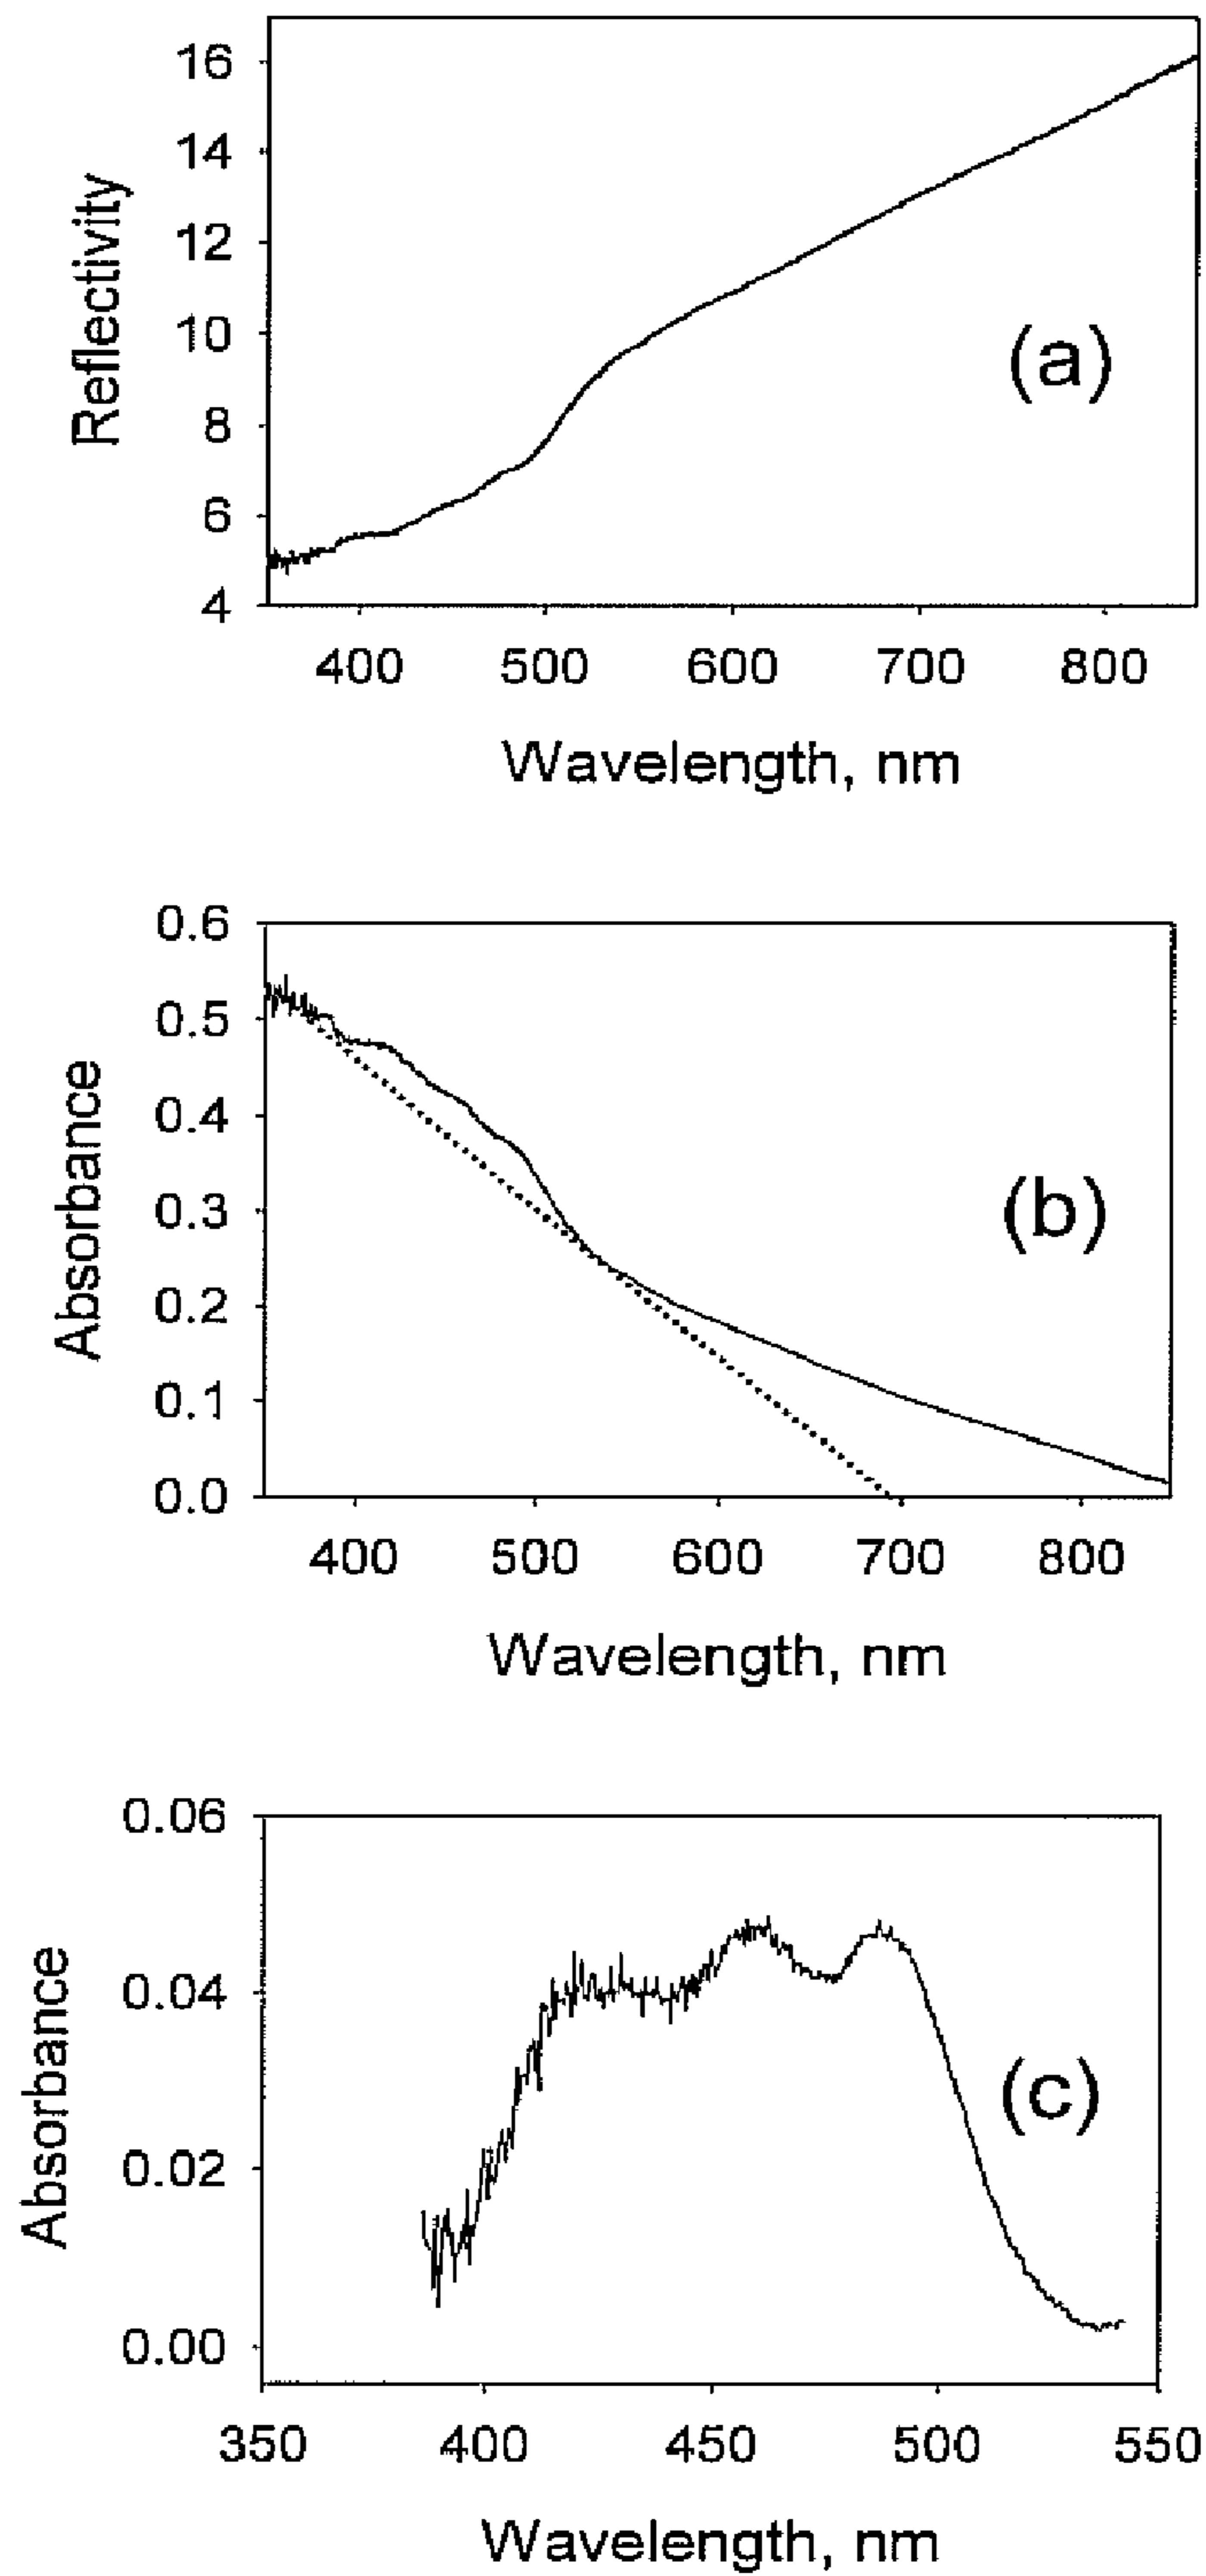 16
14
12
10
8
6
4
Reflectivity
(a)
400 500 600 700 800
Wavelength, nm
0.6
0.5
0.4
0.3
0.2
0.1
0.0
Absorbance
(b)
400 500 600 700 800
Wavelength, nm
0.06
0.04
0.02
0.00
Absorbance
(c)
350 400 450 500 550
Wavelength, nm